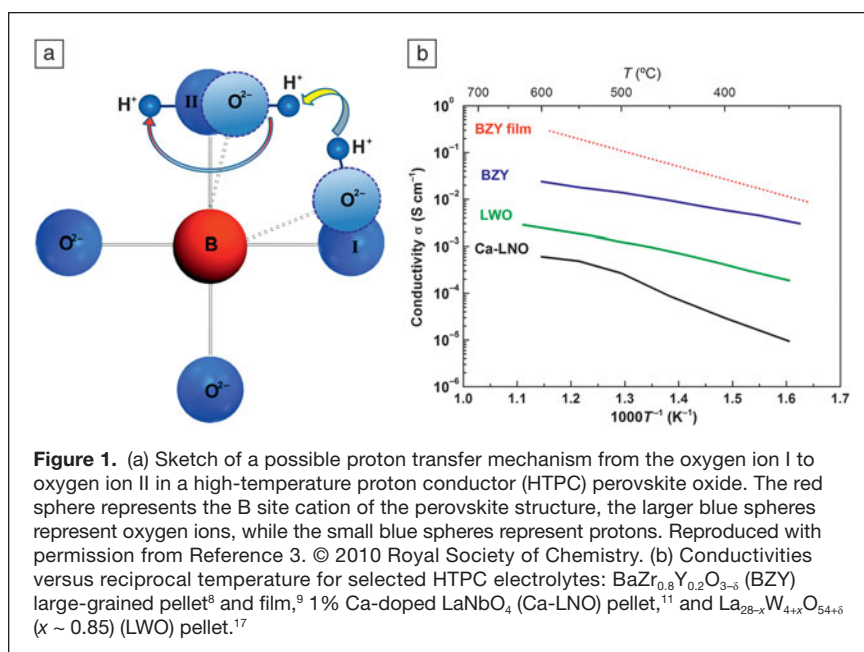 a
H⁺
II
O²⁻
H⁺
H⁺
O²⁻
O²⁻
B
I
O²⁻
b
T (ºC)
700 600 500 400
10⁰
10⁻¹
10⁻²
10⁻³
10⁻⁴
10⁻⁵
10⁻⁶
Conductivity σ (S cm⁻¹)
BZY film
BZY
LWO
Ca-LNO
1.0 1.1 1.2 1.3 1.4 1.5 1.6 1.7
1000T⁻¹ (K⁻¹)
Figure 1. (a) Sketch of a possible proton transfer mechanism from the oxygen ion I to
oxygen ion II in a high-temperature proton conductor (HTPC) perovskite oxide. The red
sphere represents the B site cation of the perovskite structure, the larger blue spheres
represent oxygen ions, while the small blue spheres represent protons. Reproduced with
permission from Reference 3. © 2010 Royal Society of Chemistry. (b) Conductivities
versus reciprocal temperature for selected HTPC electrolytes: BaZr₀.₈Y₀.₂O₃₋δ (BZY)
large-grained pellet⁸ and film,⁹ 1% Ca-doped LaNbO₄ (Ca-LNO) pellet,¹¹ and La₂₈₋ₓW₄₊ₓO₅₄₊δ
(x ~ 0.85) (LWO) pellet.¹⁷